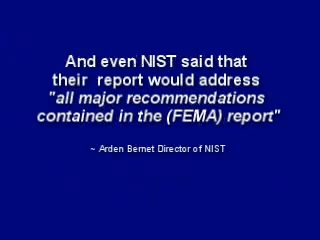 And even NIST said that
their report would address
"all major recommendations
contained in the (FEMA) report"
~ Arden Bernet Director of NIST